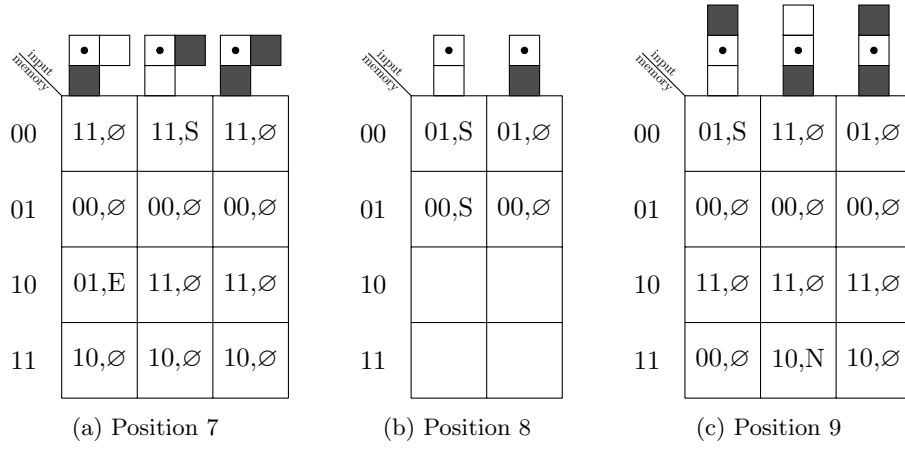 input memory input memory input memory
00 11,∅ 11,S 11,∅ 00 01,S 01,∅ 00 01,S 11,∅ 01,∅
01 00,∅ 00,∅ 00,∅ 01 00,S 00,∅ 01 00,∅ 00,∅ 00,∅
10 01,E 11,∅ 11,∅ 10 10 11,∅ 11,∅ 11,∅
11 10,∅ 10,∅ 10,∅ 11 11 00,∅ 10,N 10,∅
(a) Position 7 (b) Position 8 (c) Position 9